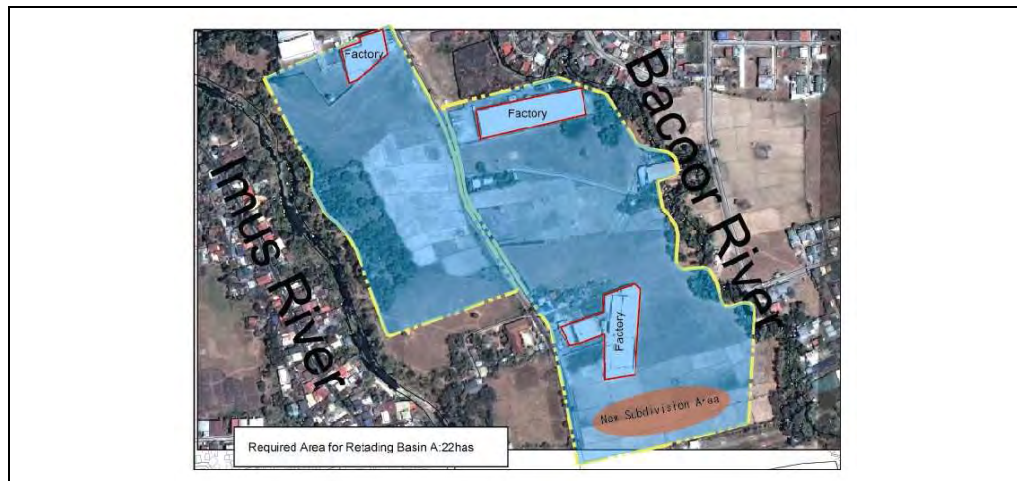 Factory
Factory
Bacoor River
Imus River
Factory
New Subdivision Area
Required Area for Retading Basin A:22has